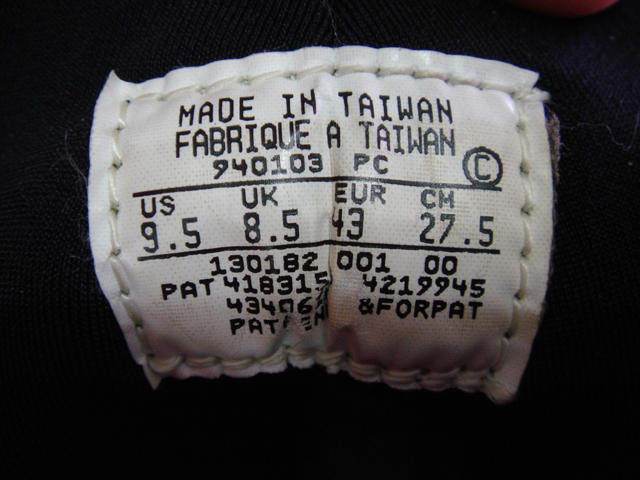 MADE IN TAIWAN
FABRIQUE A TAIWAN
940103 PC ©
US UK EUR CM
9.5 8.5 43 27.5
130182 001 00
PAT 418315 4219945
&FORPAT